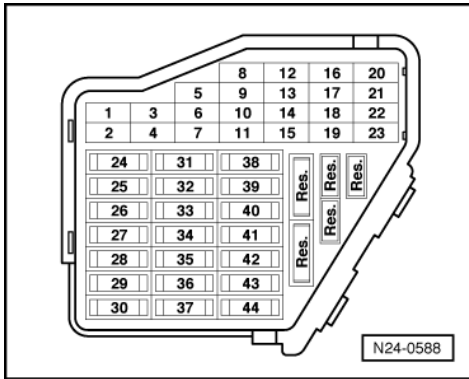 8 12 16 20
5 9 13 17 21
1 3 6 10 14 18 22
2 4 7 11 15 19 23
24 31 38
25 32 39
26 33 40
27 34 41
28 35 42
29 36 43
30 37 44
Res. Res. Res.
Res. Res.
N24-0588